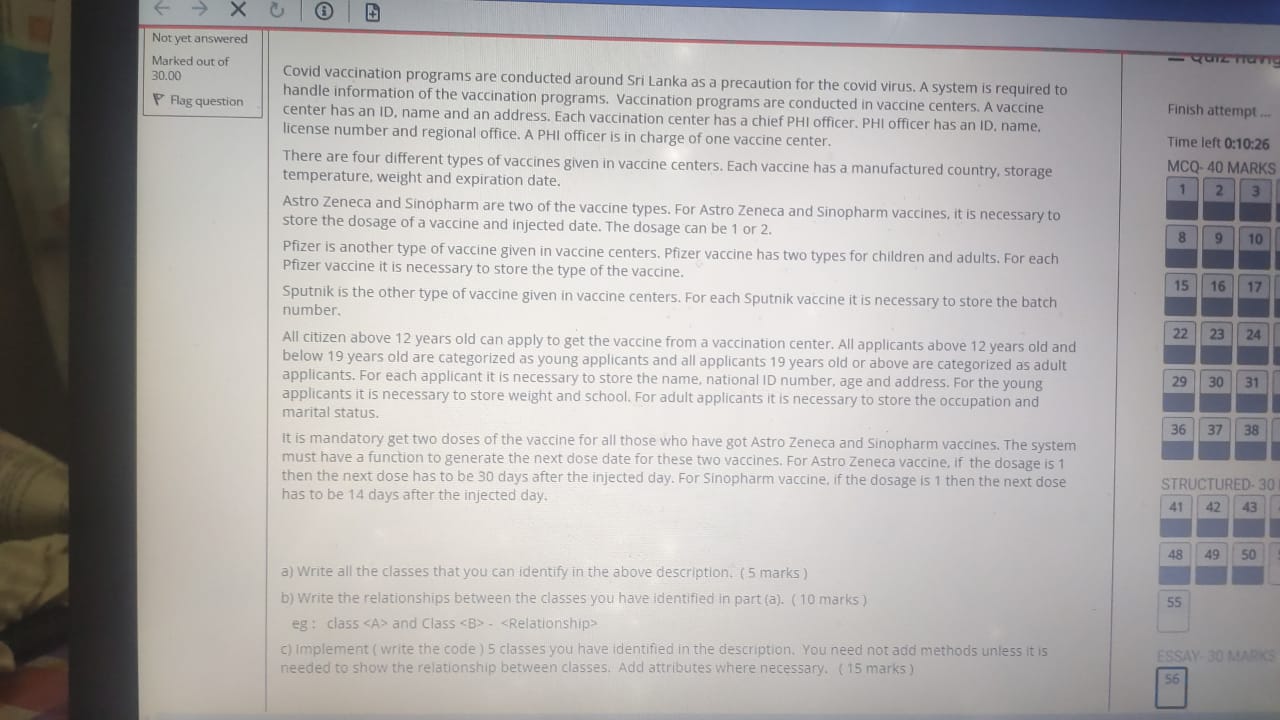 Not yet answered
Marked out of
30.00
Flag question
Covid vaccination programs are conducted around Sri Lanka as a precaution for the covid virus. A system is required to
handle information of the vaccination programs. Vaccination programs are conducted in vaccine centers. A vaccine
center has an ID, name and an address. Each vaccination center has a chief PHI officer. PHI officer has an ID, name,
license number and regional office. A PHI officer is in charge of one vaccine center.
There are four different types of vaccines given in vaccine centers. Each vaccine has a manufactured country, storage
temperature, weight and expiration date.
Astro Zeneca and Sinopharm are two of the vaccine types. For Astro Zeneca and Sinopharm vaccines, it is necessary to
store the dosage of a vaccine and injected date. The dosage can be 1 or 2.
Pfizer is another type of vaccine given in vaccine centers. Pfizer vaccine has two types for children and adults. For each
Pfizer vaccine it is necessary to store the type of the vaccine.
Sputnik is the other type of vaccine given in vaccine centers. For each Sputnik vaccine it is necessary to store the batch
number.
All citizen above 12 years old can apply to get the vaccine from a vaccination center. All applicants above 12 years old and
below 19 years old are categorized as young applicants and all applicants 19 years old or above are categorized as adult
applicants. For each applicant it is necessary to store the name, national ID number, age and address. For the young
applicants it is necessary to store weight and school. For adult applicants it is necessary to store the occupation and
marital status.
It is mandatory get two doses of the vaccine for all those who have got Astro Zeneca and Sinopharm vaccines. The system
must have a function to generate the next dose date for these two vaccines. For Astro Zeneca vaccine, if the dosage is 1
then the next dose has to be 30 days after the injected day. For Sinopharm vaccine, if the dosage is 1 then the next dose
has to be 14 days after the injected day.
a) Write all the classes that you can identify in the above description. ( 5 marks )
b) Write the relationships between the classes you have identified in part (a). ( 10 marks )
eg : class <A> and Class <B> - <Relationship>
c) Implement ( write the code ) 5 classes you have identified in the description. You need not add methods unless it is
needed to show the relationship between classes. Add attributes where necessary. ( 15 marks )
Finish attempt ...
Time left 0:10:26
MCQ- 40 MARKS
1 2 3
8 9 10
15 16 17
22 23 24
29 30 31
36 37 38
STRUCTURED- 30
41 42 43
48 49 50
55
ESSAY- 30 MARKS
56